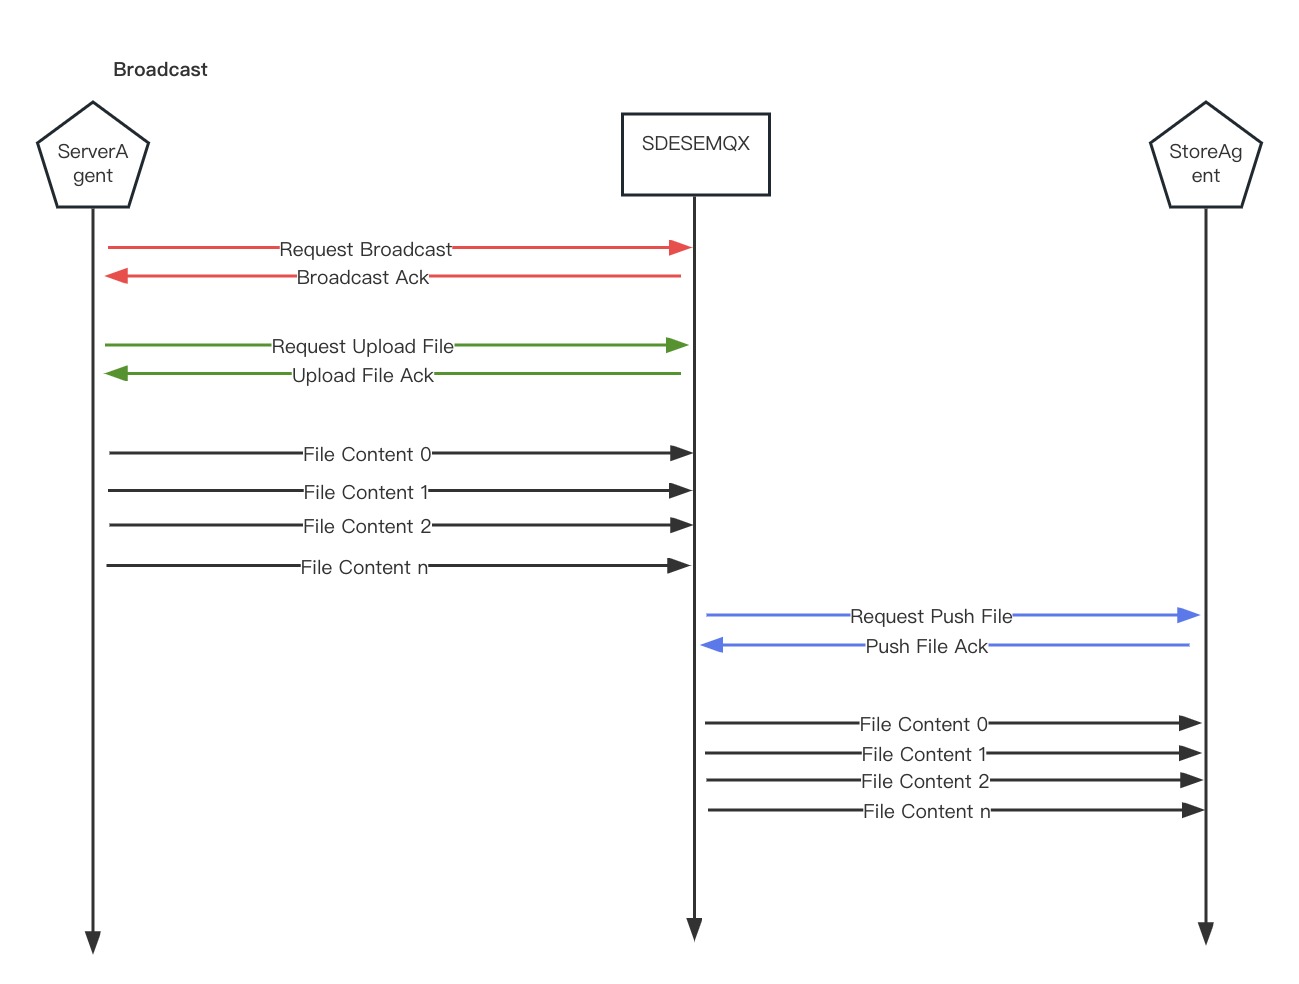 Broadcast
ServerA
gent
SDESEMQX
StoreAg
ent
Request Broadcast
Broadcast Ack
Request Upload File
Upload File Ack
File Content 0
File Content 1
File Content 2
File Content n
Request Push File
Push File Ack
File Content 0
File Content 1
File Content 2
File Content n